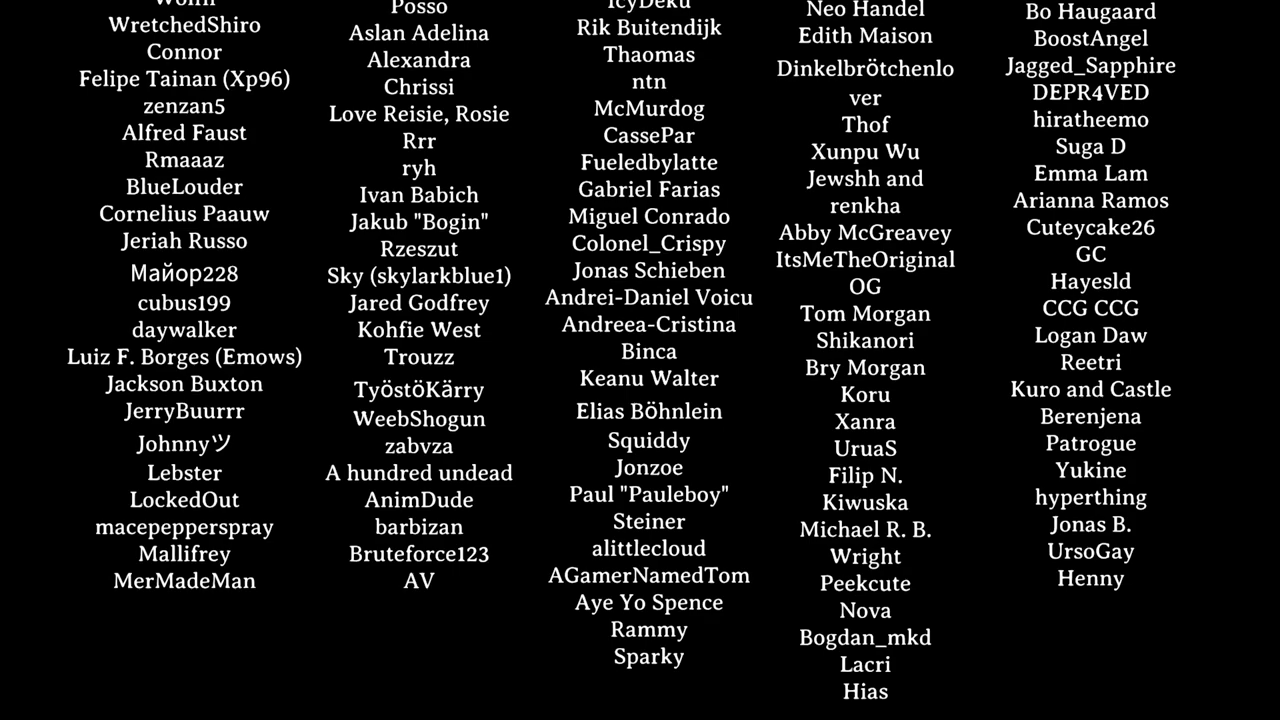 WretchedShiro
Connor
Felipe Tainan (Xp96)
zenzan5
Alfred Faust
Rmaaaz
BlueLouder
Cornelius Paauw
Jeriah Russo
Майор228
cubus199
daywalker
Luiz F. Borges (Emows)
Jackson Buxton
JerryBuurrr
Johnnyツ
Lebster
LockedOut
macepepperspray
Mallifrey
MerMadeMan
Posso
Aslan Adelina
Alexandra
Chrissi
Love Reisie, Rosie
Rrr
ryh
Ivan Babich
Jakub "Bogin"
Rzeszut
Sky (skylarkblue1)
Jared Godfrey
Kohfie West
Trouzz
TyöstöKärry
WeebShogun
zabvza
A hundred undead
AnimDude
barbizan
Bruteforce123
AV
IcyDeku
Rik Buitendijk
Thaomas
ntn
McMurdog
CassePar
Fueledbylatte
Gabriel Farias
Miguel Conrado
Colonel_Crispy
Jonas Schieben
Andrei-Daniel Voicu
Andreea-Cristina
Binca
Keanu Walter
Elias Böhnlein
Squiddy
Jonzoe
Paul "Pauleboy"
Steiner
alittlecloud
AGamerNamedTom
Aye Yo Spence
Rammy
Sparky
Neo Handel
Edith Maison
Dinkelbrötchenlo
ver
Thof
Xunpu Wu
Jewshh and
renkha
Abby McGreavey
ItsMeTheOriginal
OG
Tom Morgan
Shikanori
Bry Morgan
Koru
Xanra
UruaS
Filip N.
Kiwuska
Michael R. B.
Wright
Peekcute
Nova
Bogdan_mkd
Lacri
Hias
Bo Haugaard
BoostAngel
Jagged_Sapphire
DEPR4VED
hiratheemo
Suga D
Emma Lam
Arianna Ramos
Cuteycake26
GC
Hayesld
CCG CCG
Logan Daw
Reetri
Kuro and Castle
Berenjena
Patrogue
Yukine
hyperthing
Jonas B.
UrsoGay
Henny